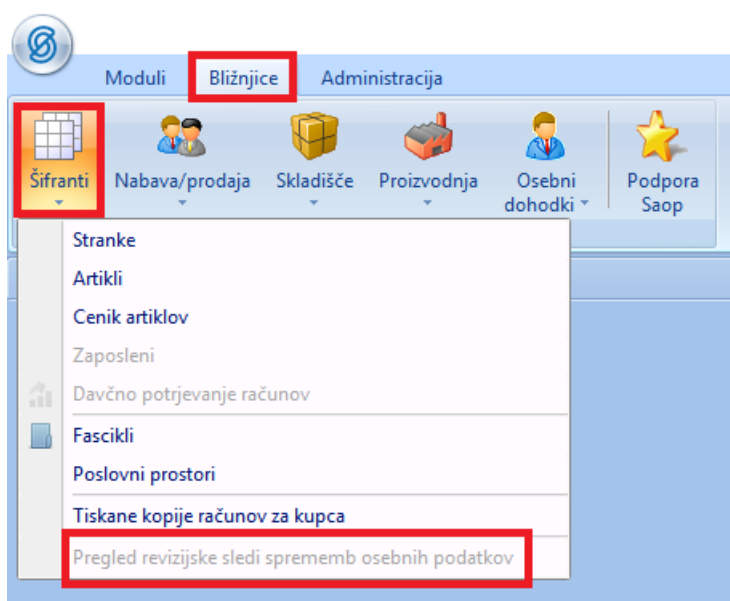 Moduli Bližnjice Administracija
Šifranti Nabava/prodaja Skladišče Proizvodnja Osebni dohodki Podpora Saop
Stranke
Artikli
Cenik artiklov
Zaposleni
Davčno potrjevanje računov
Fascikli
Poslovni prostori
Tiskane kopije računov za kupca
Pregled revizijske sledi sprememb osebnih podatkov